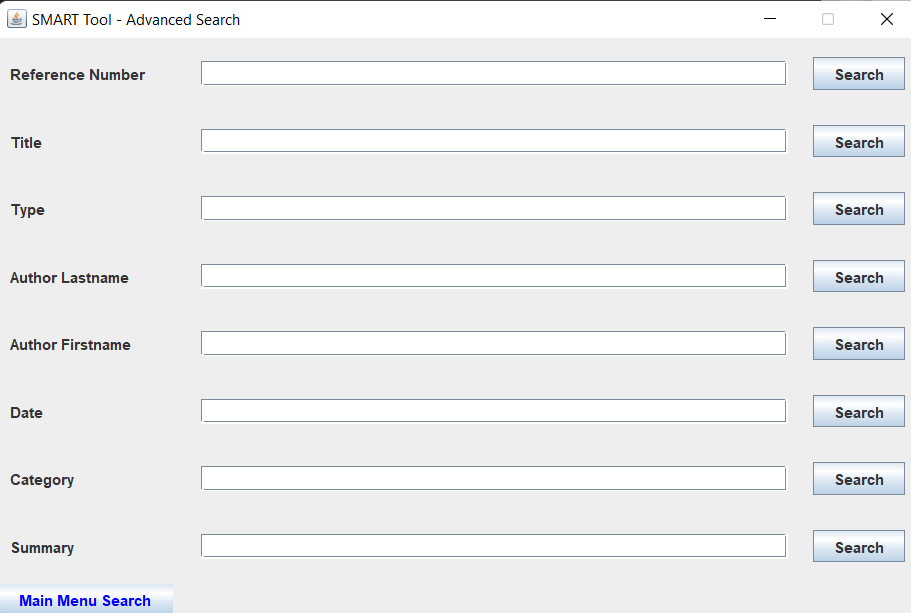 SMART Tool - Advanced Search
Reference Number Search
Title Search
Type Search
Author Lastname Search
Author Firstname Search
Date Search
Category Search
Summary Search
Main Menu Search